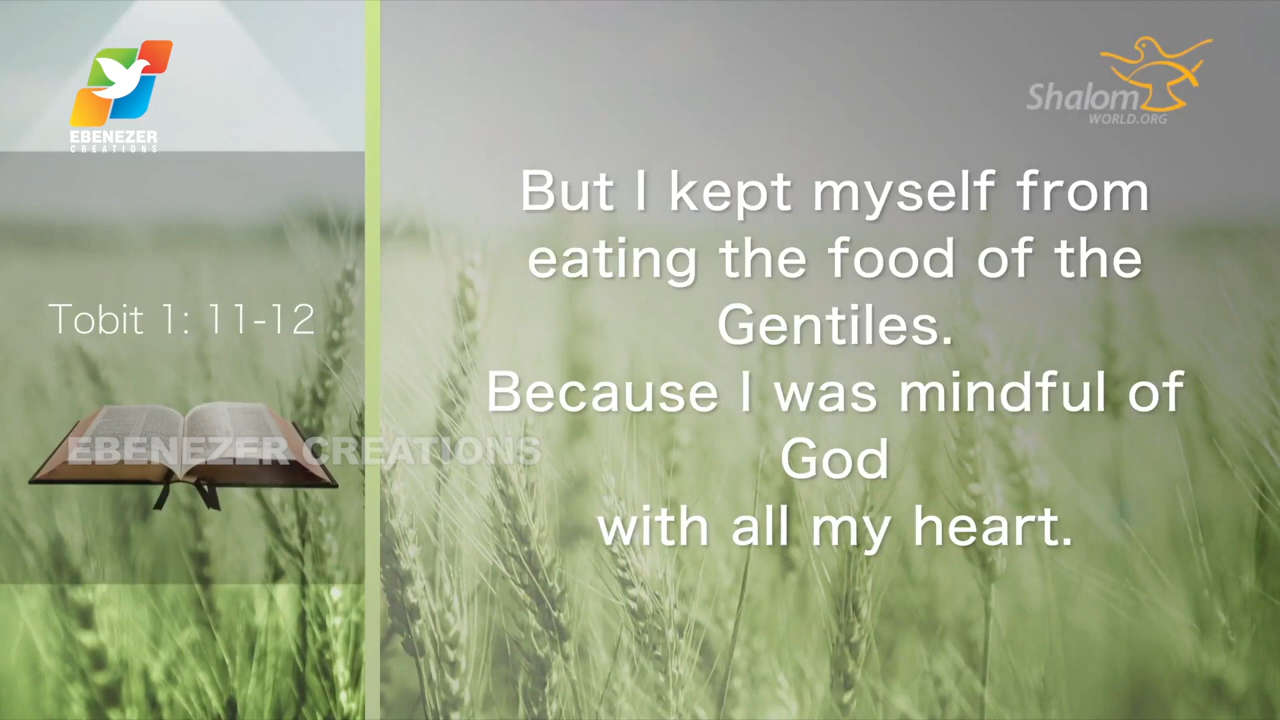 EBENEZER
CREATIONS
Shalom
WORLD.ORG
Tobit 1: 11-12
But I kept myself from
eating the food of the
Gentiles.
Because I was mindful of
God
with all my heart.
EBENEZER CREATIONS